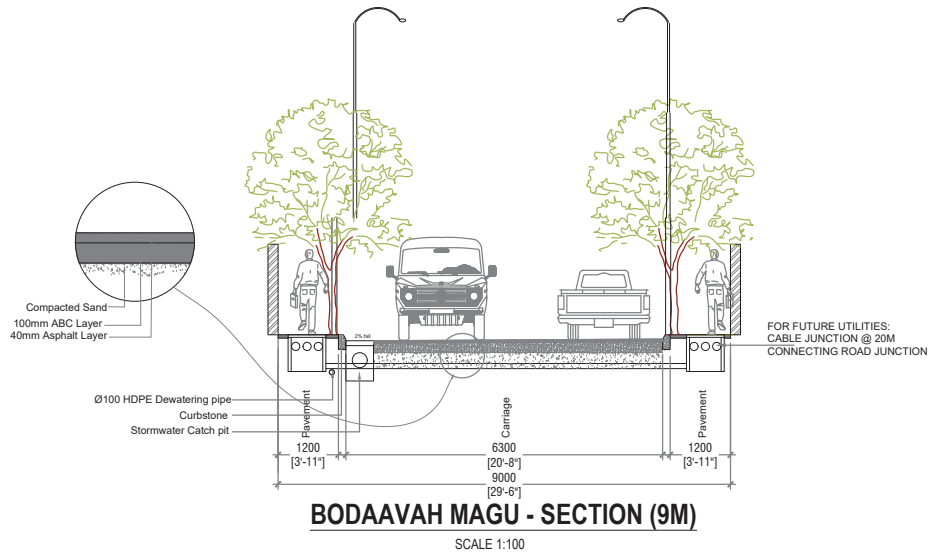 2% fall
Compacted Sand
100mm ABC Layer
40mm Asphalt Layer
FOR FUTURE UTILITIES:
CABLE JUNCTION @ 20M
CONNECTING ROAD JUNCTION
Ø100 HDPE Dewatering pipe
Curbstone
Stormwater Catch pit
Pavement
Carriage
Pavement
1200
[3'-11"]
6300
[20'-8"]
1200
[3'-11"]
9000
[29'-6"]
BODAAVAH MAGU - SECTION (9M)
SCALE 1:100